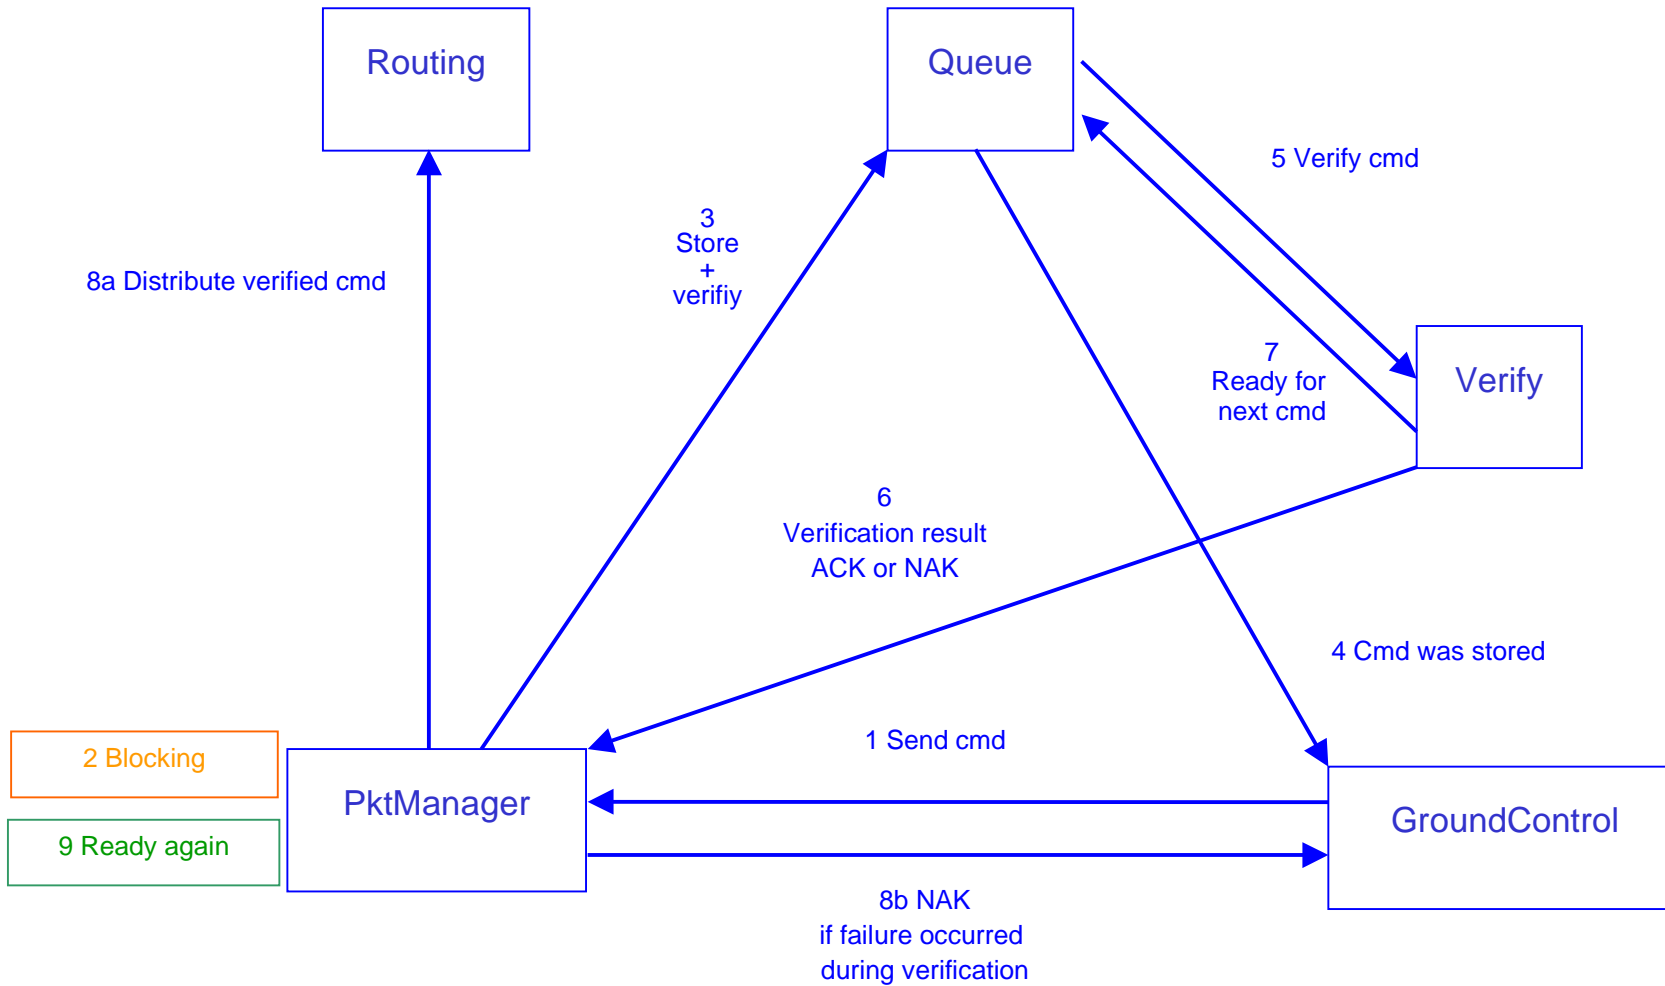 Routing
Queue
5 Verify cmd
3
Store
+
verifiy
8a Distribute verified cmd
7
Ready for
next cmd
Verify
6
Verification result
ACK or NAK
4 Cmd was stored
1 Send cmd
2 Blocking
PktManager
GroundControl
9 Ready again
8b NAK
if failure occurred
during verification